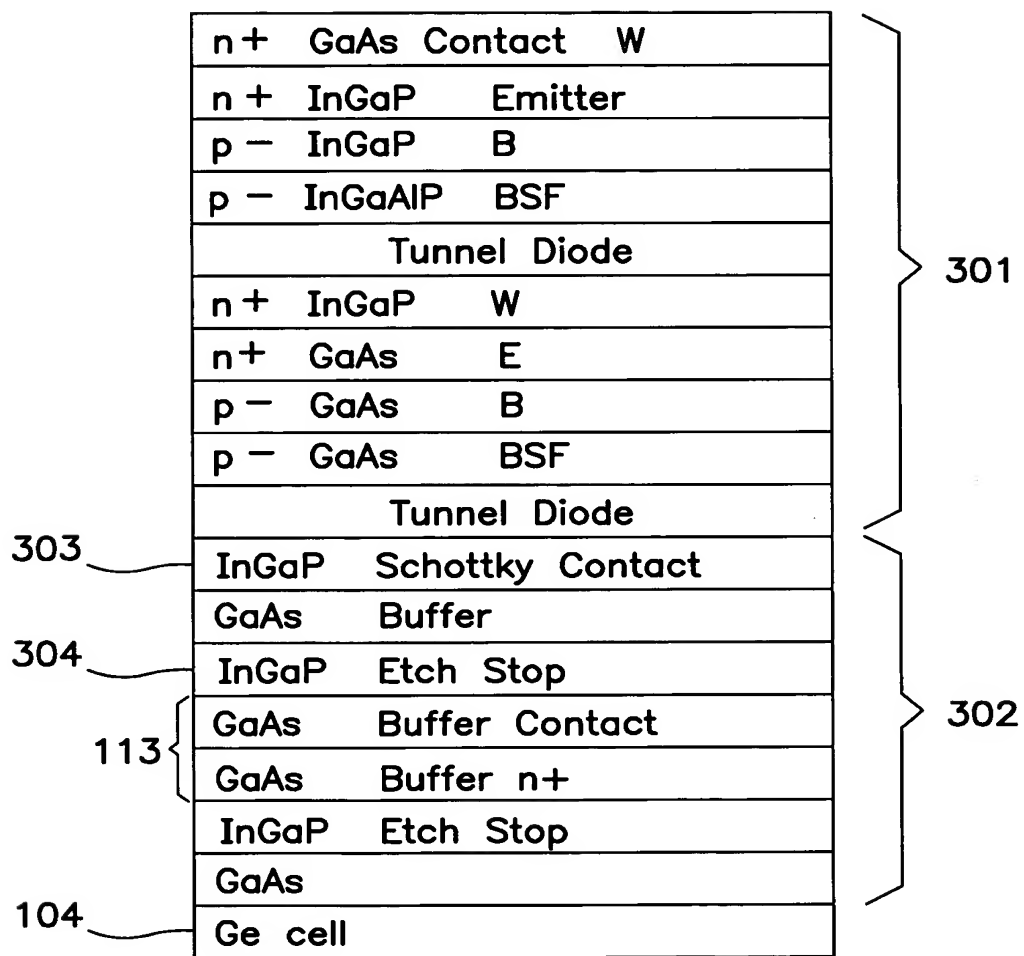 n+ GaAs Contact W
n+ InGaP Emitter
p- InGaP B
p- InGaAlP BSF
Tunnel Diode
301
n+ InGaP W
n+ GaAs E
p- GaAs B
p- GaAs BSF
Tunnel Diode
303
InGaP Schottky Contact
GaAs Buffer
304
InGaP Etch Stop
302
GaAs Buffer Contact
113
GaAs Buffer n+
InGaP Etch Stop
GaAs
104
Ge cell